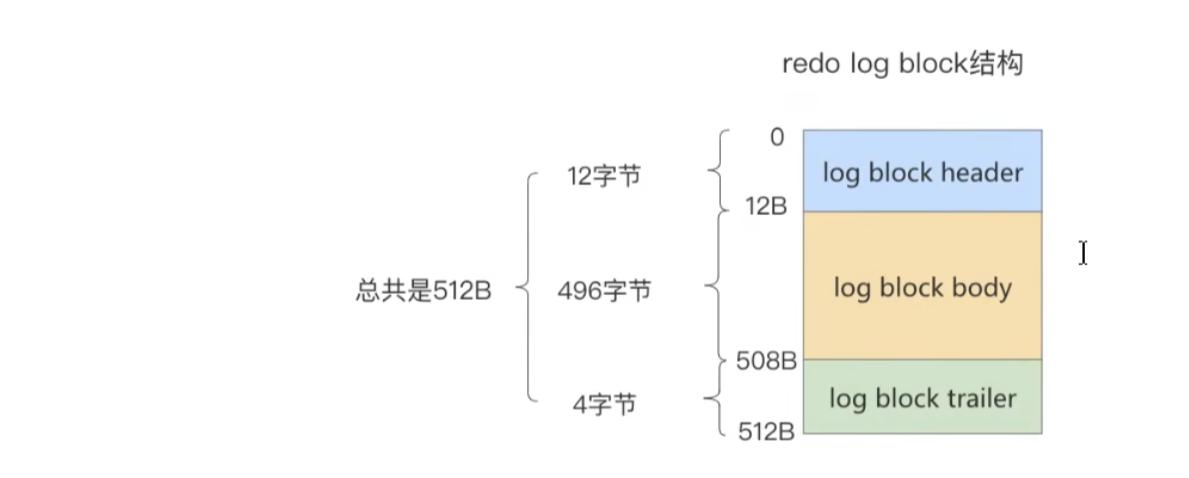 redo log block结构
0
12字节
log block header
12B
总共是512B
496字节
log block body
508B
4字节
log block trailer
512B